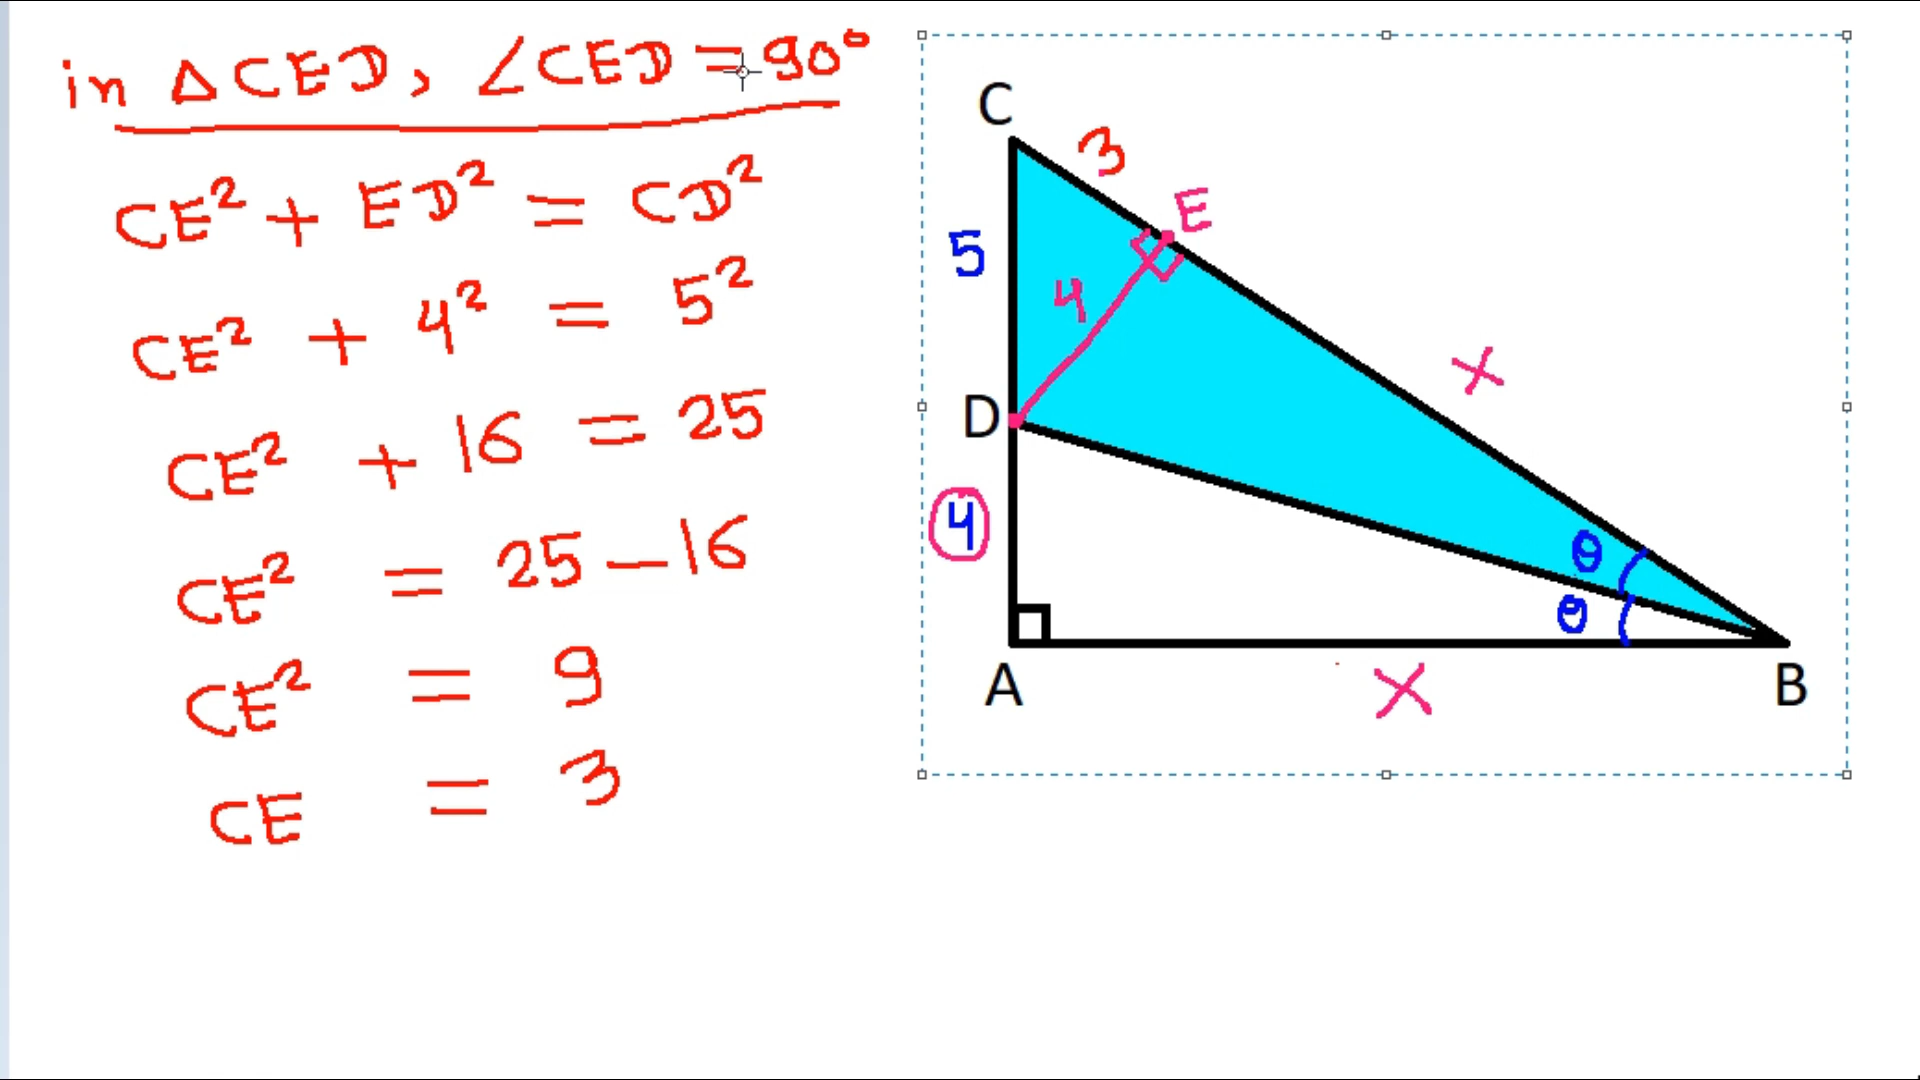 in △CED, ∠CED = 90°
CE² + ED² = CD²
CE² + 4² = 5²
CE² + 16 = 25
CE² = 25 - 16
CE² = 9
CE = 3
C
3
E
5
4
x
D
4
θ
θ
A
x
B